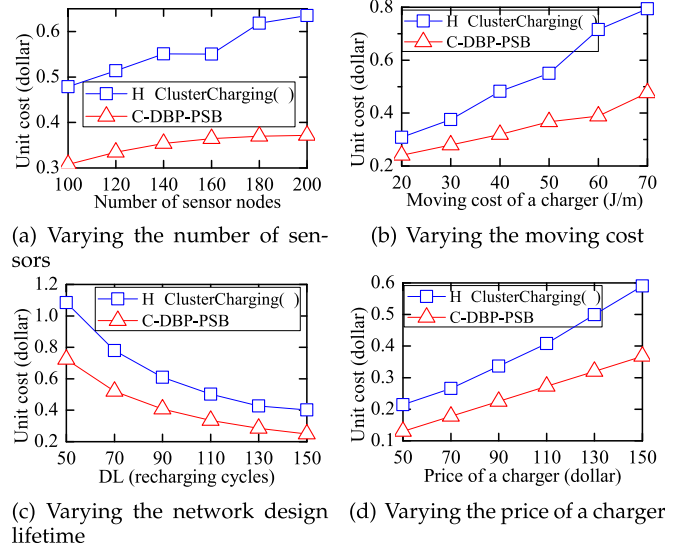 0.6
0.5
0.4
0.3
Unit cost (dollar)
H ClusterCharging( )
C-DBP-PSB
100 120 140 160 180 200
Number of sensor nodes
(a) Varying the number of sen-
sors
0.8
0.6
0.4
0.2
Unit cost (dollar)
H ClusterCharging( )
C-DBP-PSB
20 30 40 50 60 70
Moving cost of a charger (J/m)
(b) Varying the moving cost
1.2
1.0
0.8
0.6
0.4
0.2
Unit cost (dollar)
H ClusterCharging( )
C-DBP-PSB
50 70 90 110 130 150
DL (recharging cycles)
(c) Varying the network design
lifetime
0.6
0.5
0.4
0.3
0.2
0.1
Unit cost (dollar)
H ClusterCharging( )
C-DBP-PSB
50 70 90 110 130 150
Price of a charger (dollar)
(d) Varying the price of a charger